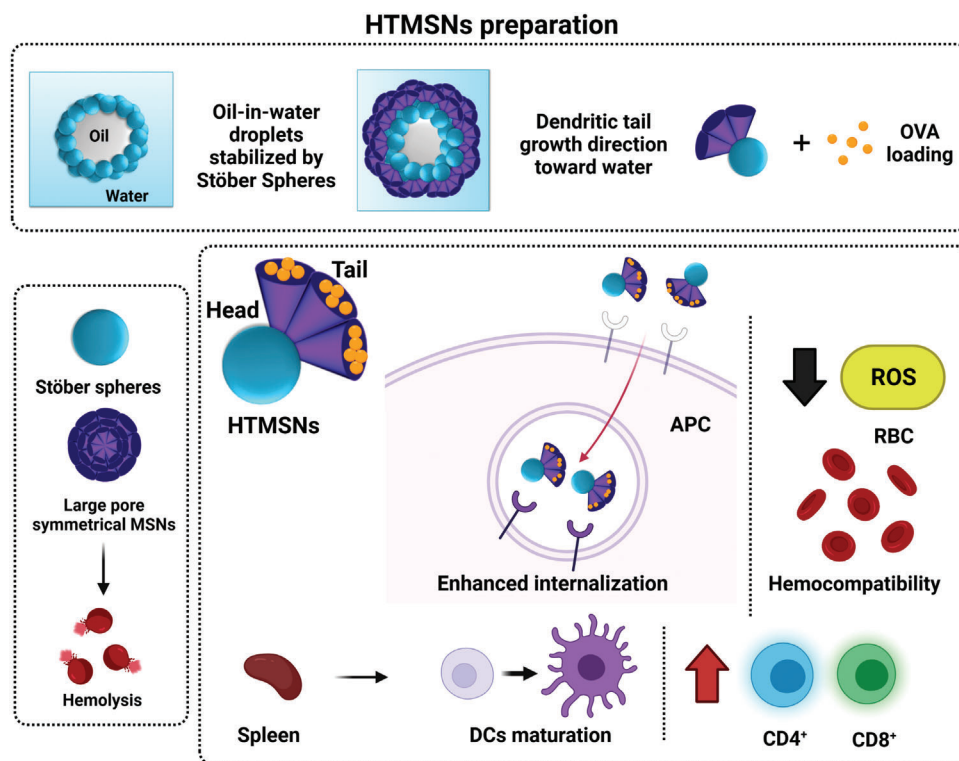 HTMSNs preparation
Oil
Water
Oil-in-water
droplets
stabilized by
Stöber Spheres
Dendritic tail
growth direction
toward water
+
OVA
loading
Stöber spheres
Large pore
symmetrical MSNs
Hemolysis
Tail
Head
HTMSNs
APC
Enhanced internalization
ROS
RBC
Hemocompatibility
Spleen
DCs maturation
CD4⁺
CD8⁺